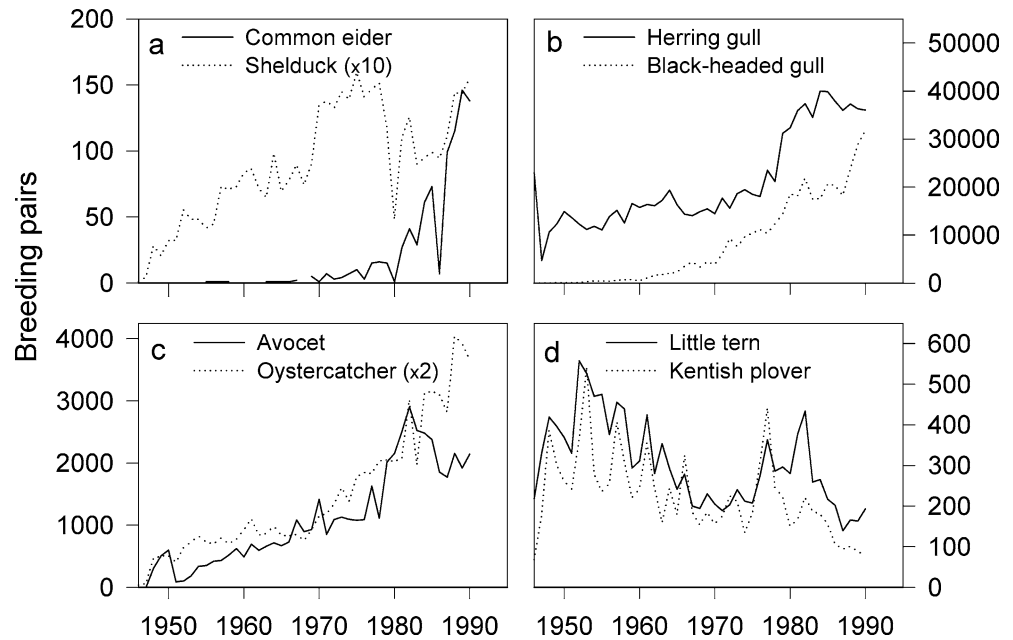 Breeding pairs
200
150
100
50
0
a
Common eider
Shelduck (x10)
b
Herring gull
Black-headed gull
50000
40000
30000
20000
10000
0
4000
3000
2000
1000
0
c
Avocet
Oystercatcher (x2)
1950 1960 1970 1980 1990
d
Little tern
Kentish plover
600
500
400
300
200
100
0
1950 1960 1970 1980 1990